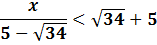 x/(5 − √34) < √34 + 5